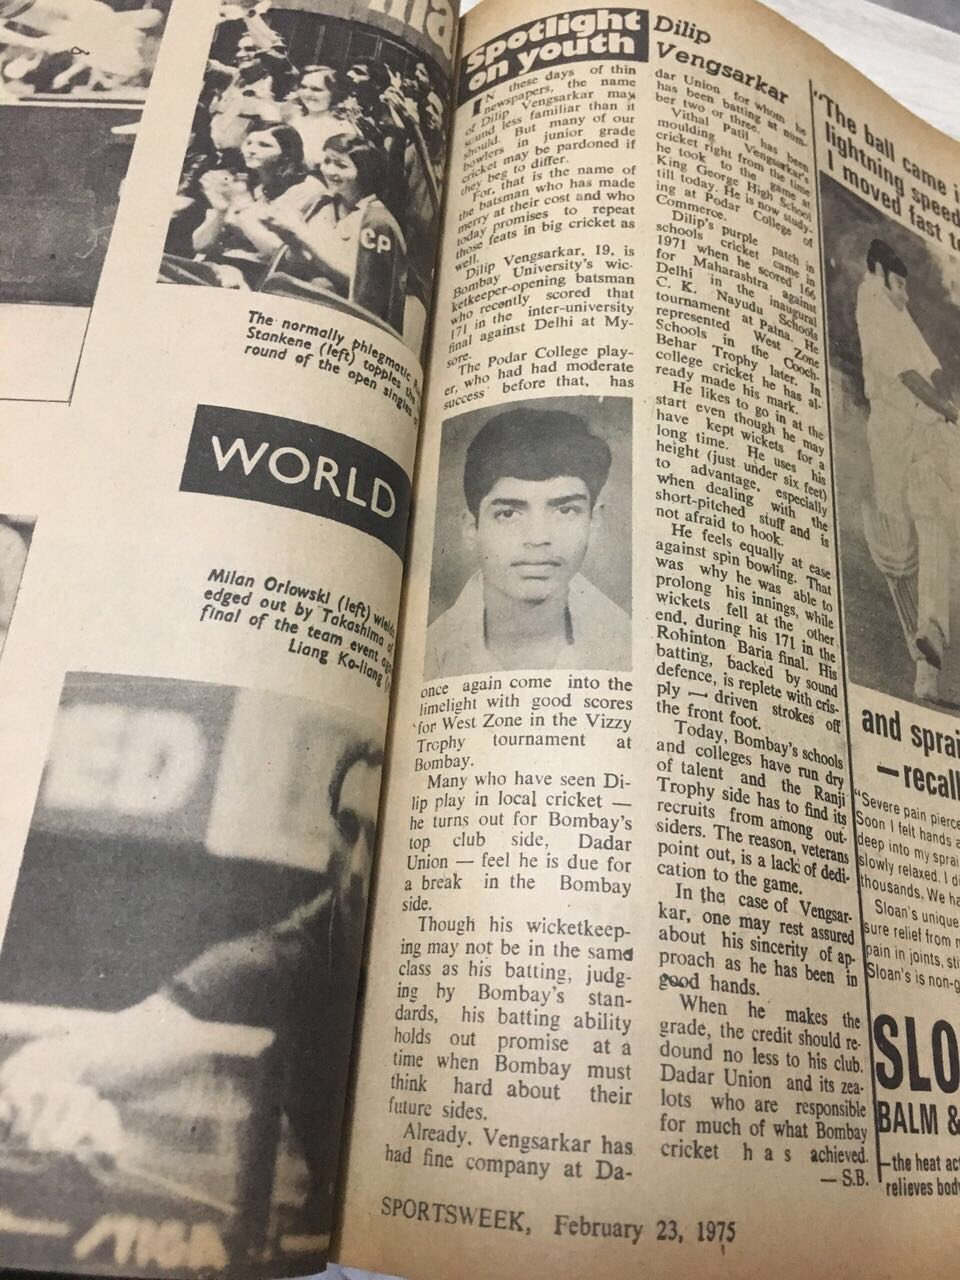 CP
The normally phlegmatic
Stankene (left) topples the
round of the open singles
WORLD
Milan Orlowski (left)
edged out by Takashima
final of the team event
Liang Ko-liang
STIGA
Spotlight
on youth
Dilip
Vengsarkar
IN these days of thin
newspapers, the name
of Dilip Vengsarkar may
sound less familiar than it
should. But many of our
bowlers in junior grade
cricket may be pardoned if
they beg to differ.
For, that is the name of
the batsman who has made
merry at their cost and who
today promises to repeat
those feats in big cricket as
well.
Dilip Vengsarkar, 19, is
Bombay University's wic-
ketkeeper-opening batsman
who recently scored that
171 in the inter-university
final against Delhi at My-
sore.
The Podar College play-
er, who had had moderate
success before that, has
once again come into the
limelight with good scores
for West Zone in the Vizzy
Trophy tournament at
Bombay.
Many who have seen Di-
lip play in local cricket —
he turns out for Bombay's
top club side, Dadar
Union — feel he is due for
a break in the Bombay
side.
Though his wicketkeep-
ing may not be in the same
class as his batting, judg-
ing by Bombay's stan-
dards, his batting ability
holds out promise at a
time when Bombay must
think hard about their
future sides.
Already, Vengsarkar has
had fine company at Da-
dar Union for whom he
has been batting at num-
ber two or three.
Vithal Patil has been
moulding Vengsarkar's
cricket right from the time
he took to the game at
King George High School
till today. He is now study-
ing at Podar College of
Commerce.
Dilip's purple patch in
schools cricket came in
1971 when he scored 166
for Maharashtra against
Delhi in the inaugural
C. K. Nayudu Schools
tournament at Patna. He
represented West Zone
Schools in the Cooch-
Behar Trophy later. In
college cricket he has al-
ready made his mark.
He likes to go in at the
start even though he may
have kept wickets for a
long time. He uses his
height (just under six feet)
to advantage, especially
when dealing with the
short-pitched stuff and is
not afraid to hook.
He feels equally at ease
against spin bowling. That
was why he was able to
prolong his innings, while
wickets fell at the other
end, during his 171 in the
Rohinton Baria final. His
batting, backed by sound
defence, is replete with cris-
ply — driven strokes off
the front foot.
Today, Bombay's schools
and colleges have run dry
of talent and the Ranji
Trophy side has to find its
recruits from among out-
siders. The reason, veterans
point out, is a lack of dedi-
cation to the game.
In the case of Vengsar-
kar, one may rest assured
about his sincerity of ap-
proach as he has been in
good hands.
When he makes the
grade, the credit should re-
dound no less to his club.
Dadar Union and its zea-
lots who are responsible
for much of what Bombay
cricket has achieved.
— S.B.
SPORTSWEEK, February 23, 1975
"The ball came
lightning speed
I moved fast
and
—recall
"Severe pain
Soon I felt hands
deep into my
slowly relaxed. I
thousands. We
Sloan's unique
sure relief from
pain in joints,
Sloan's is
SLO
BALM &
—the heat
relieves